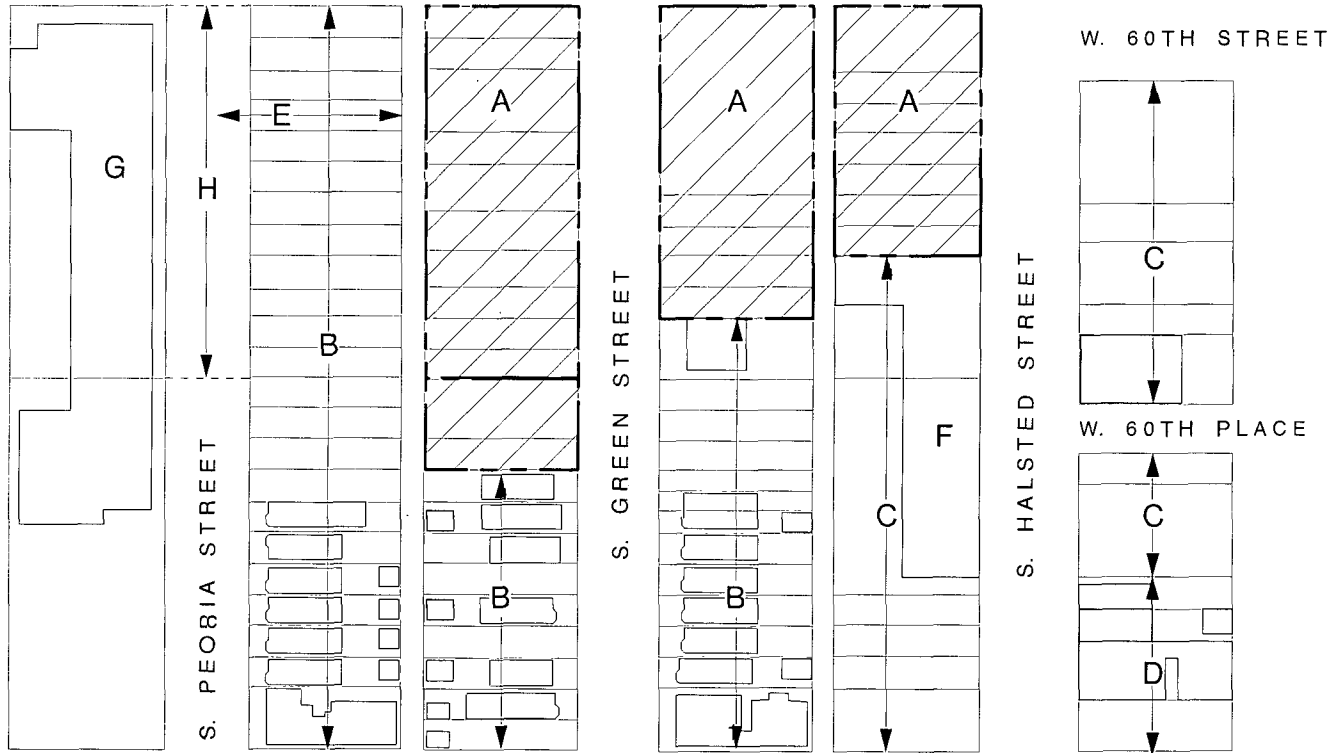 W. 60TH STREET
A
A
A
E
G
H
C
B
S. PEORIA STREET
S. GREEN STREET
S. HALSTED STREET
W. 60TH PLACE
F
C
C
B
B
D